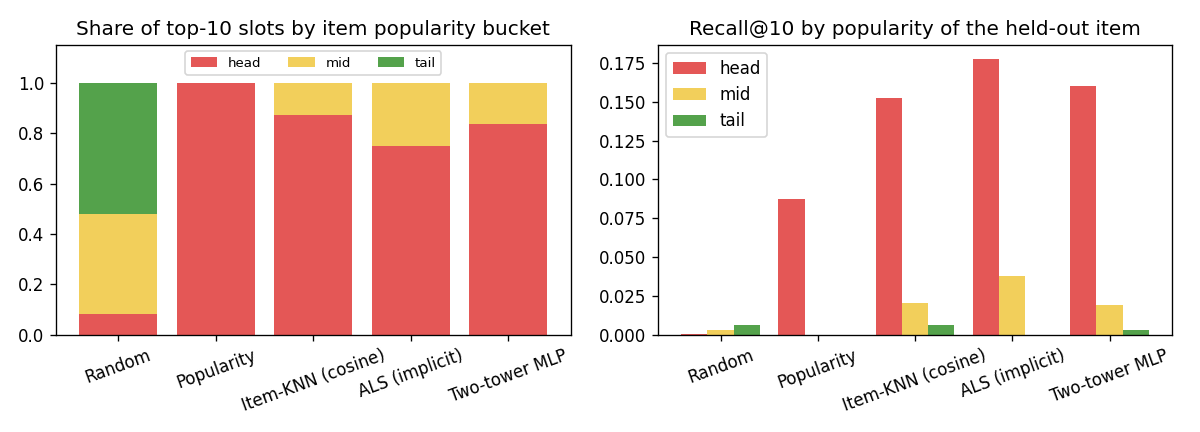 Share of top-10 slots by item popularity bucket
head mid tail
1.0
0.8
0.6
0.4
0.2
0.0
Random Popularity Item-KNN (cosine) ALS (implicit) Two-tower MLP
Recall@10 by popularity of the held-out item
head
mid
tail
0.175
0.150
0.125
0.100
0.075
0.050
0.025
0.000
Random Popularity Item-KNN (cosine) ALS (implicit) Two-tower MLP